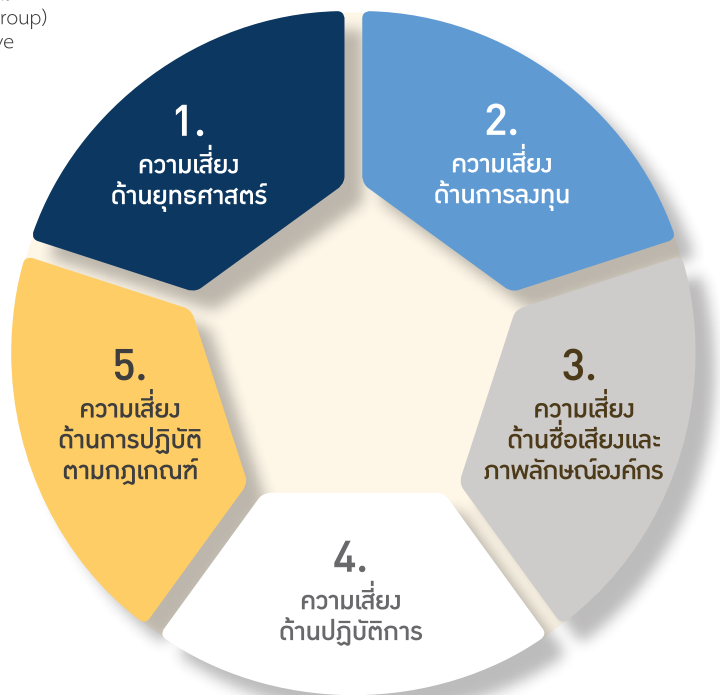 roup)
ve
1.
ความเสี่ยง
ด้านยุทธศาสตร์
2.
ความเสี่ยง
ด้านการลงทุน
3.
ความเสี่ยง
ด้านชื่อเสียงและ
ภาพลักษณ์องค์กร
4.
ความเสี่ยง
ด้านปฏิบัติการ
5.
ความเสี่ยง
ด้านการปฏิบัติ
ตามกฎเกณฑ์